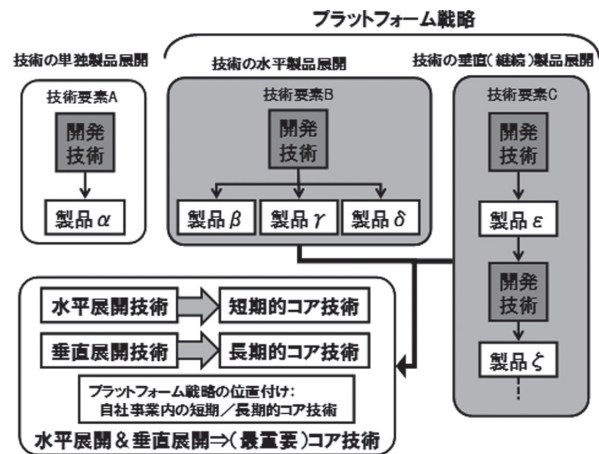 プラットフォーム戦略
技術の単独製品展開
技術の水平製品展開
技術の垂直(継続)製品展開
技術要素A
開発
技術
製品α
技術要素B
開発
技術
製品β
製品γ
製品δ
技術要素C
開発
技術
製品ε
開発
技術
製品ζ
水平展開技術
短期的コア技術
垂直展開技術
長期的コア技術
プラットフォーム戦略の位置付け:
自社事業内の短期/長期的コア技術
水平展開&垂直展開⇒(最重要)コア技術